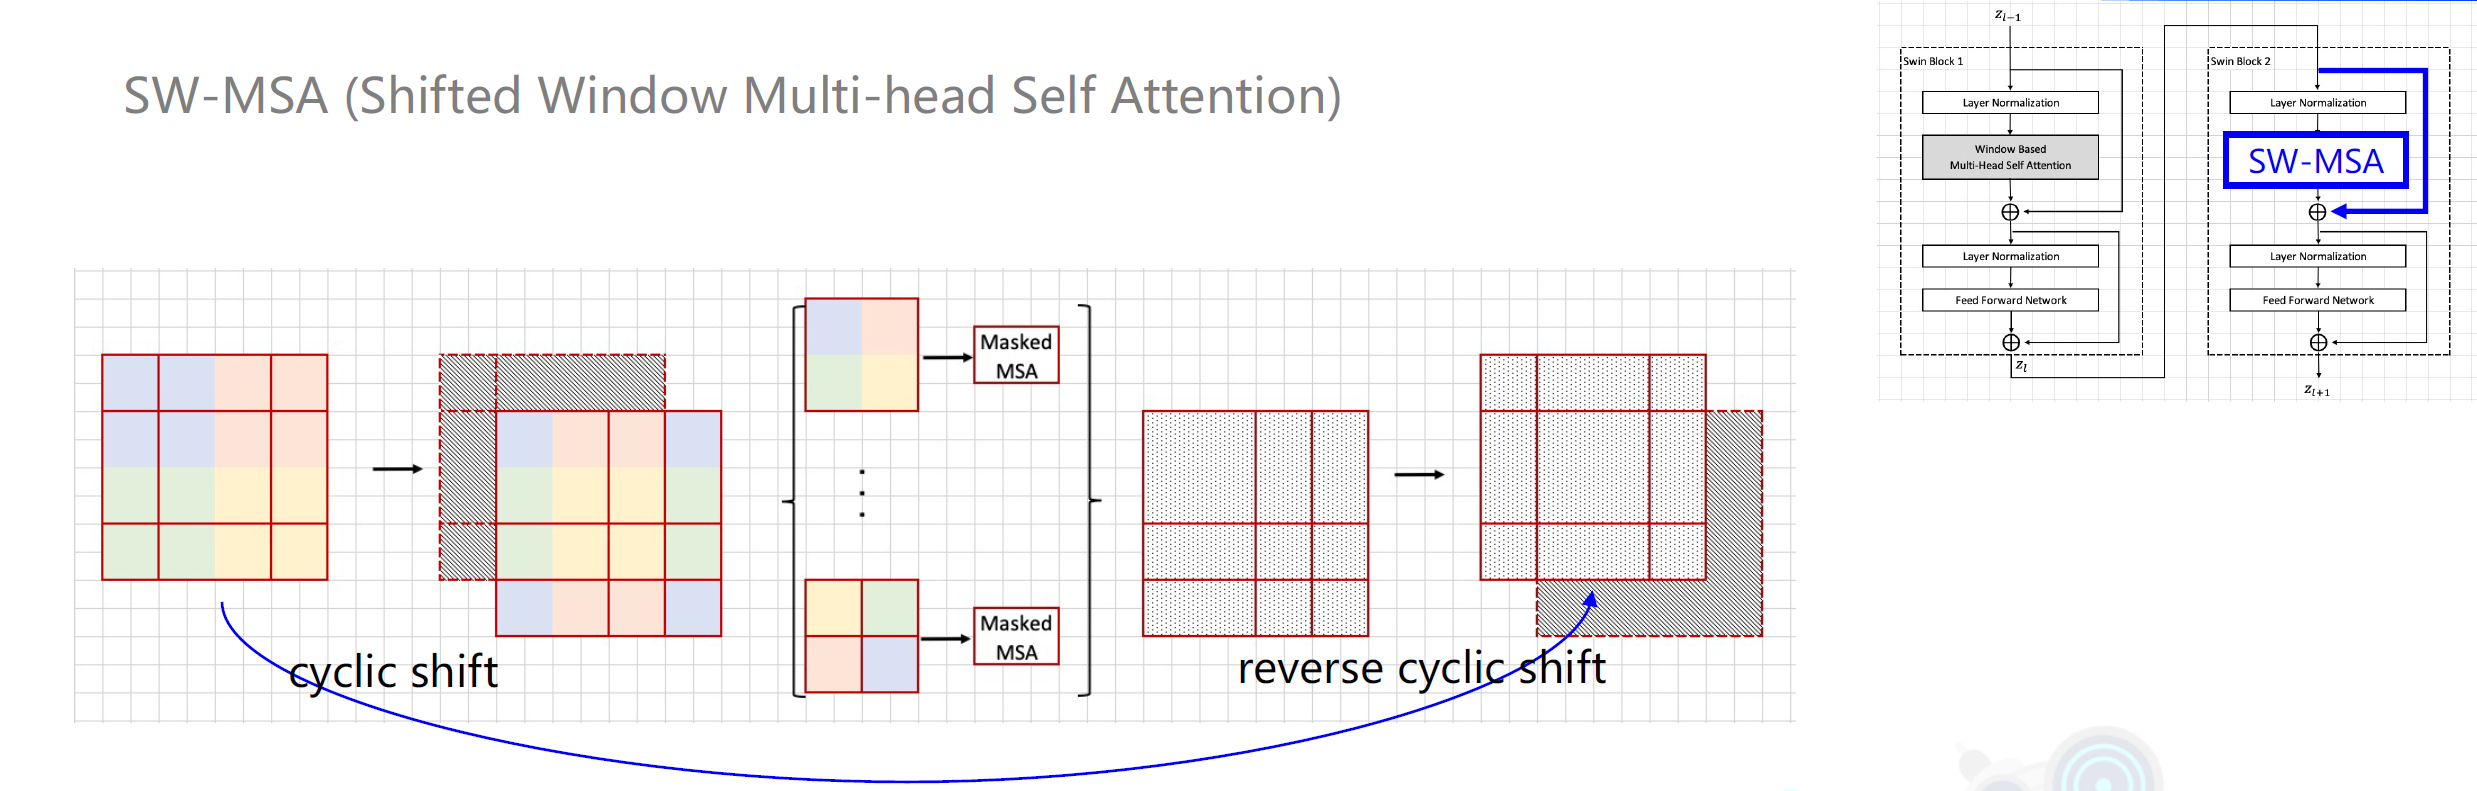 SW-MSA (Shifted Window Multi-head Self Attention)
z_{l-1}
Swin Block 1
Layer Normalization
Window Based
Multi-Head Self Attention
Layer Normalization
Feed Forward Network
z_l
Swin Block 2
Layer Normalization
SW-MSA
Layer Normalization
Feed Forward Network
z_{l+1}
Masked
MSA
Masked
MSA
cyclic shift
reverse cyclic shift